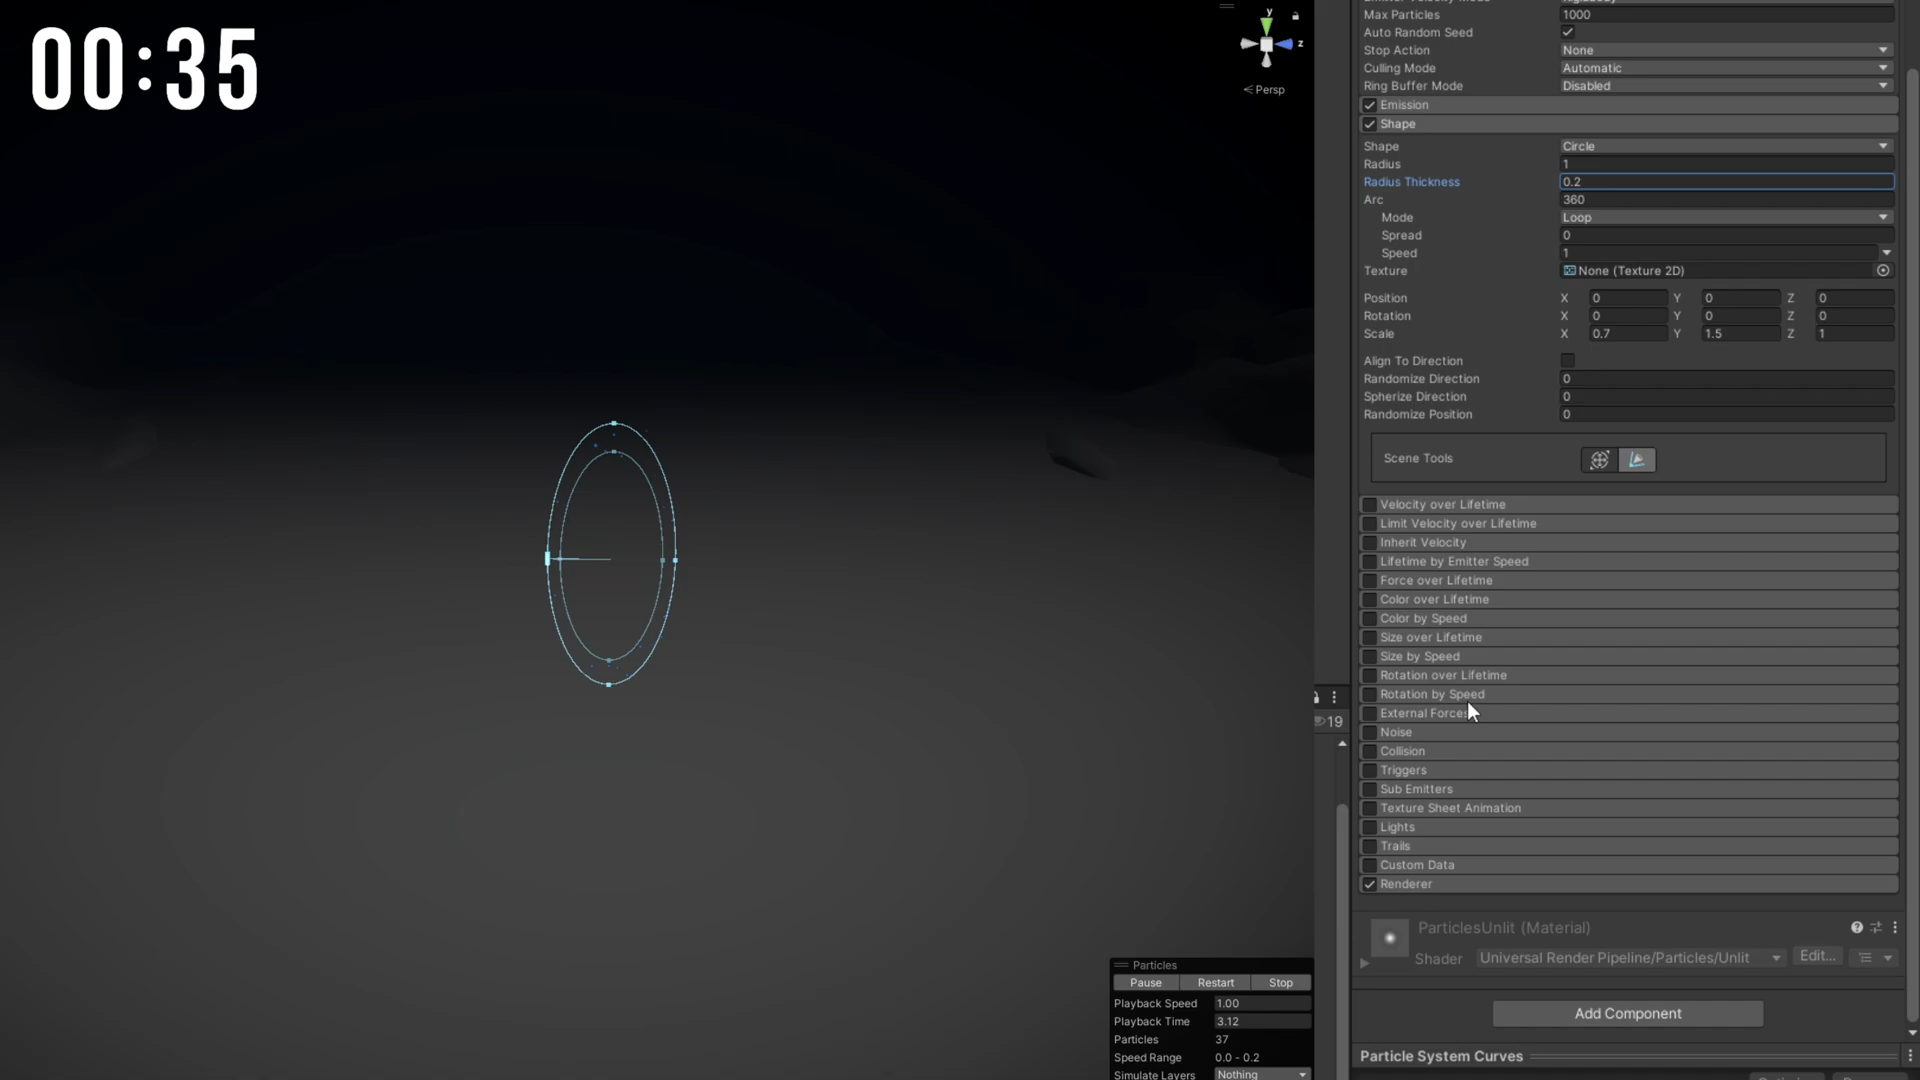 00:35
y
z
< Persp
Max Particles 1000
Auto Random Seed
Stop Action None
Culling Mode Automatic
Ring Buffer Mode Disabled
Emission
Shape
Shape Circle
Radius 1
Radius Thickness 0.2
Arc 360
Mode Loop
Spread 0
Speed 1
Texture None (Texture 2D)
Position X 0 Y 0 Z 0
Rotation X 0 Y 0 Z 0
Scale X 0.7 Y 1.5 Z 1
Align To Direction
Randomize Direction 0
Spherize Direction 0
Randomize Position 0
Scene Tools
Velocity over Lifetime
Limit Velocity over Lifetime
Inherit Velocity
Lifetime by Emitter Speed
Force over Lifetime
Color over Lifetime
Color by Speed
Size over Lifetime
Size by Speed
Rotation over Lifetime
Rotation by Speed
External Forces
19
Noise
Collision
Triggers
Sub Emitters
Texture Sheet Animation
Lights
Trails
Custom Data
Renderer
ParticlesUnlit (Material)
Shader Universal Render Pipeline/Particles/Unlit Edit...
Add Component
Particle System Curves
Particles
Pause Restart Stop
Playback Speed 1.00
Playback Time 3.12
Particles 37
Speed Range 0.0 - 0.2
Simulate Layers Nothing